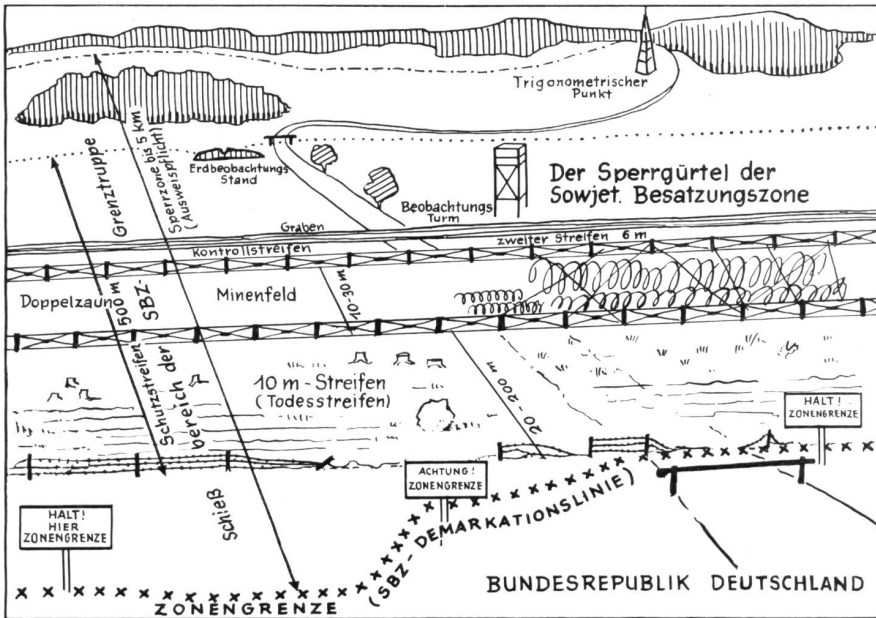 Trigonometrischer
Punkt
Erdbeobachtungs
Stand
Beobachtungs
Turm
Der Sperrgürtel der
Sowjet. Besatzungszone
Grenztruppe
Sperrzone bis 5 km
(Ausweispflicht)
Graben
Kontrollstreifen
zweiter Streifen 6 m
Doppelzaun
Minenfeld
10-30 m
Schutzstreifen 500 m
Schießbereich der SBZ-
10 m - Streifen
(Todesstreifen)
20-200 m
HALT!
ZONENGRENZE
ACHTUNG!
ZONENGRENZE
HALT!
HIER
ZONENGRENZE
ZONENGRENZE
(SBZ-DEMARKATIONSLINIE)
BUNDESREPUBLIK DEUTSCHLAND